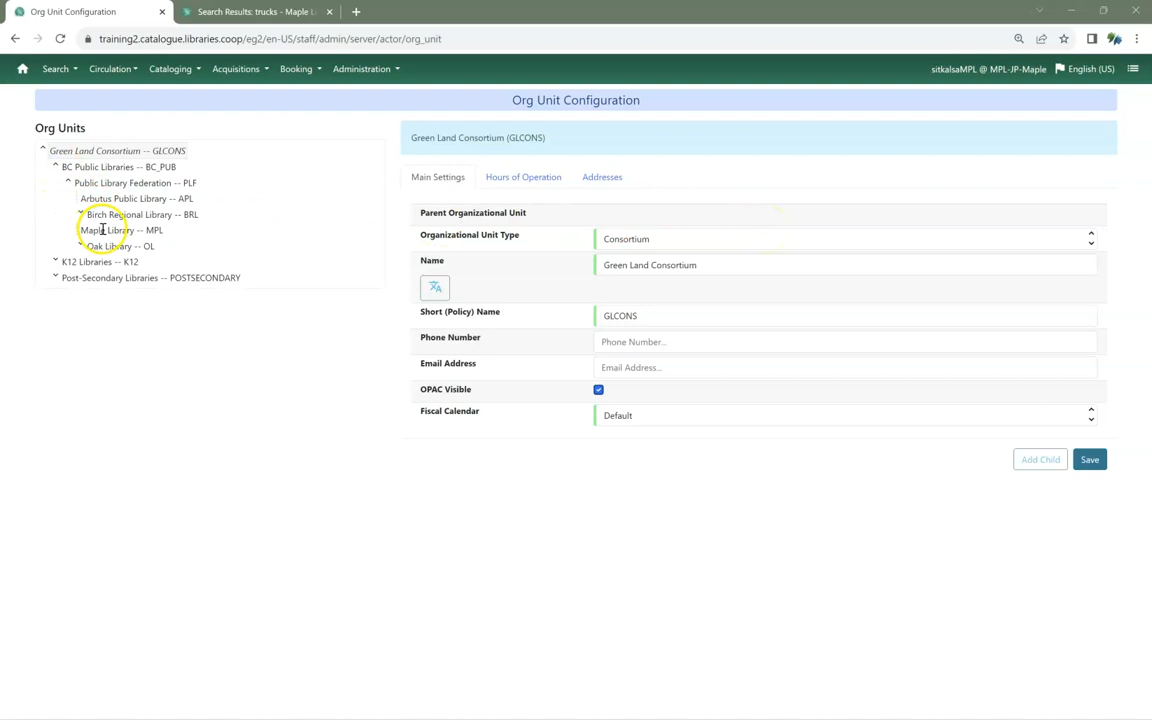 Org Unit Configuration
Search Results: trucks - Maple L
training2.catalogue.libraries.coop/eg2/en-US/staff/admin/server/actor/org_unit
Search Circulation Cataloging Acquisitions Booking Administration
sitkalsaMPL @ MPL-JP-Maple English (US)
Org Unit Configuration
Org Units
Green Land Consortium -- GLCONS
BC Public Libraries -- BC_PUB
Public Library Federation -- PLF
Arbutus Public Library -- APL
Birch Regional Library -- BRL
Maple Library -- MPL
Oak Library -- OL
K12 Libraries -- K12
Post-Secondary Libraries -- POSTSECONDARY
Green Land Consortium (GLCONS)
Main Settings Hours of Operation Addresses
Parent Organizational Unit
Organizational Unit Type Consortium
Name Green Land Consortium
Short (Policy) Name GLCONS
Phone Number Phone Number...
Email Address Email Address...
OPAC Visible
Fiscal Calendar Default
Add Child Save